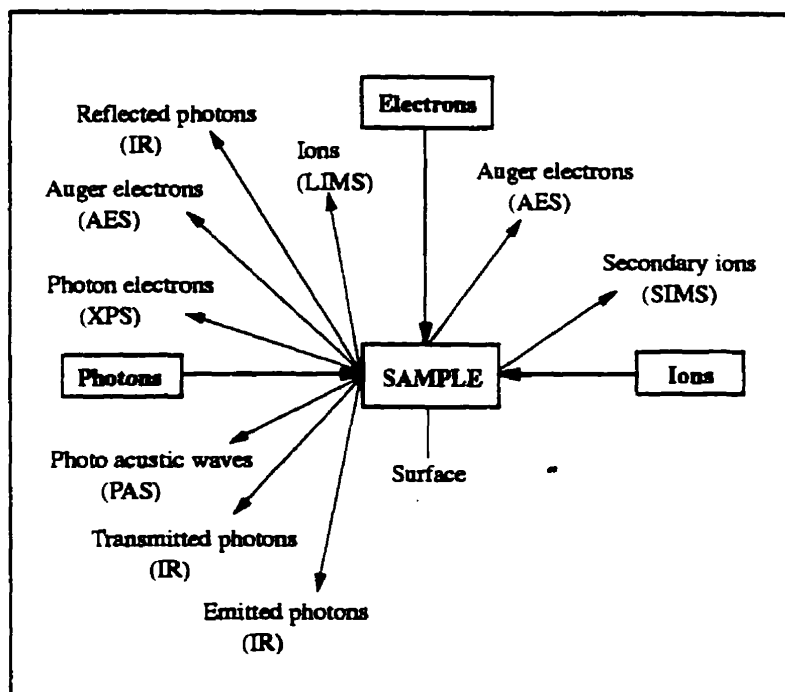 Electrons
Reflected photons
(IR)
Ions
(LIMS)
Auger electrons
(AES)
Auger electrons
(AES)
Secondary ions
(SIMS)
Photon electrons
(XPS)
Photons
SAMPLE
Ions
Photo acustic waves
(PAS)
Surface
Transmitted photons
(IR)
Emitted photons
(IR)